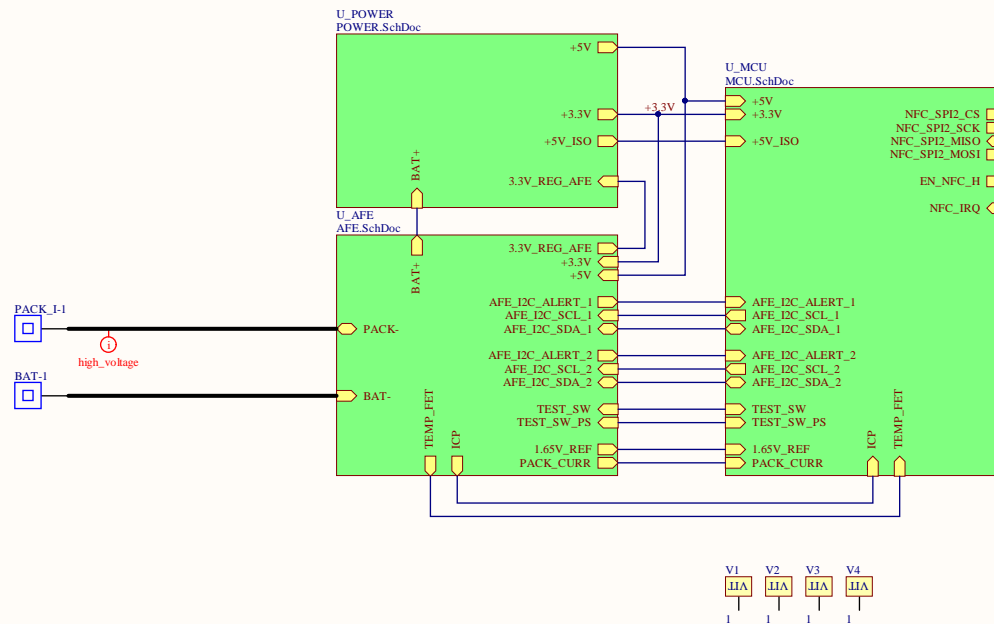 U_POWER
POWER.SchDoc
+5V
+3.3V
+5V_ISO
3.3V_REG_AFE
BAT+
+3.3V
U_MCU
MCU.SchDoc
+5V
+3.3V
+5V_ISO
NFC_SPI2_CS
NFC_SPI2_SCK
NFC_SPI2_MISO
NFC_SPI2_MOSI
EN_NFC_H
NFC_IRQ
U_AFE
AFE.SchDoc
BAT+
3.3V_REG_AFE
+3.3V
+5V
PACK_I-1
high_voltage
PACK-
BAT-1
BAT-
AFE_I2C_ALERT_1
AFE_I2C_SCL_1
AFE_I2C_SDA_1
AFE_I2C_ALERT_2
AFE_I2C_SCL_2
AFE_I2C_SDA_2
TEST_SW
TEST_SW_PS
1.65V_REF
PACK_CURR
TEMP_FET
ICP
AFE_I2C_ALERT_1
AFE_I2C_SCL_1
AFE_I2C_SDA_1
AFE_I2C_ALERT_2
AFE_I2C_SCL_2
AFE_I2C_SDA_2
TEST_SW
TEST_SW_PS
1.65V_REF
PACK_CURR
ICP
TEMP_FET
V1 V2 V3 V4
1 1 1 1